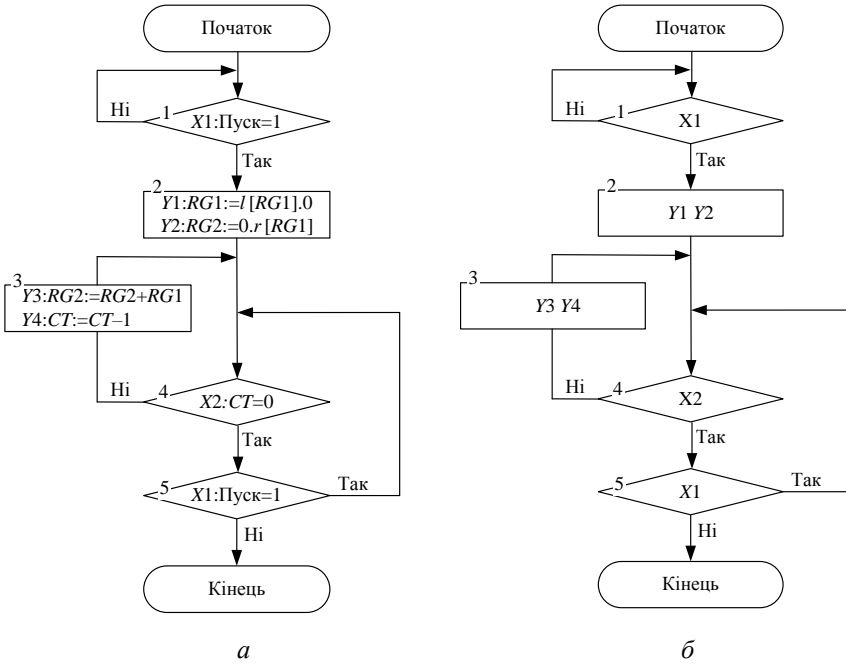 Початок
Ні
1
X1:Пуск=1
Так
2
Y1:RG1:=l [RG1].0
Y2:RG2:=0.r [RG1]
3
Y3:RG2:=RG2+RG1
Y4:CT:=CT–1
Ні
4
X2:CT=0
Так
5
X1:Пуск=1
Так
Ні
Кінець
а
Початок
Ні
1
X1
Так
2
Y1 Y2
3
Y3 Y4
Ні
4
X2
Так
5
X1
Так
Ні
Кінець
б